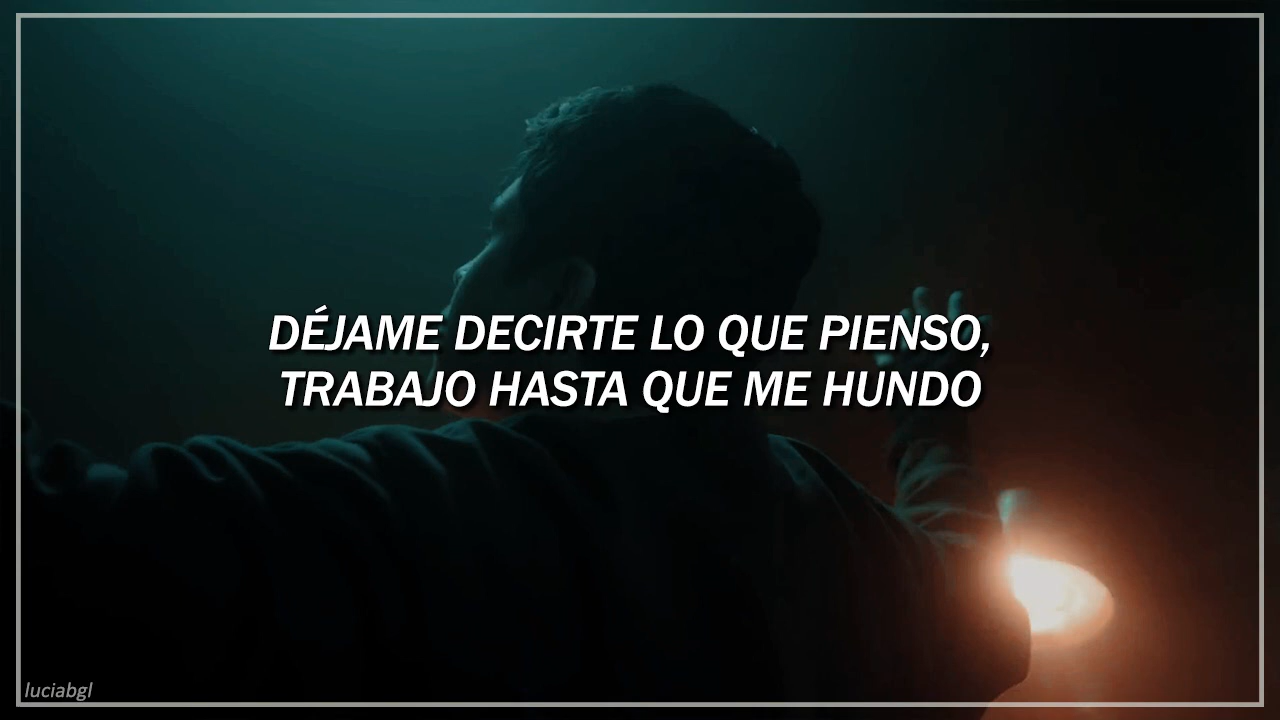 DÉJAME DECIRTE LO QUE PIENSO,
TRABAJO HASTA QUE ME HUNDO
luciabgl